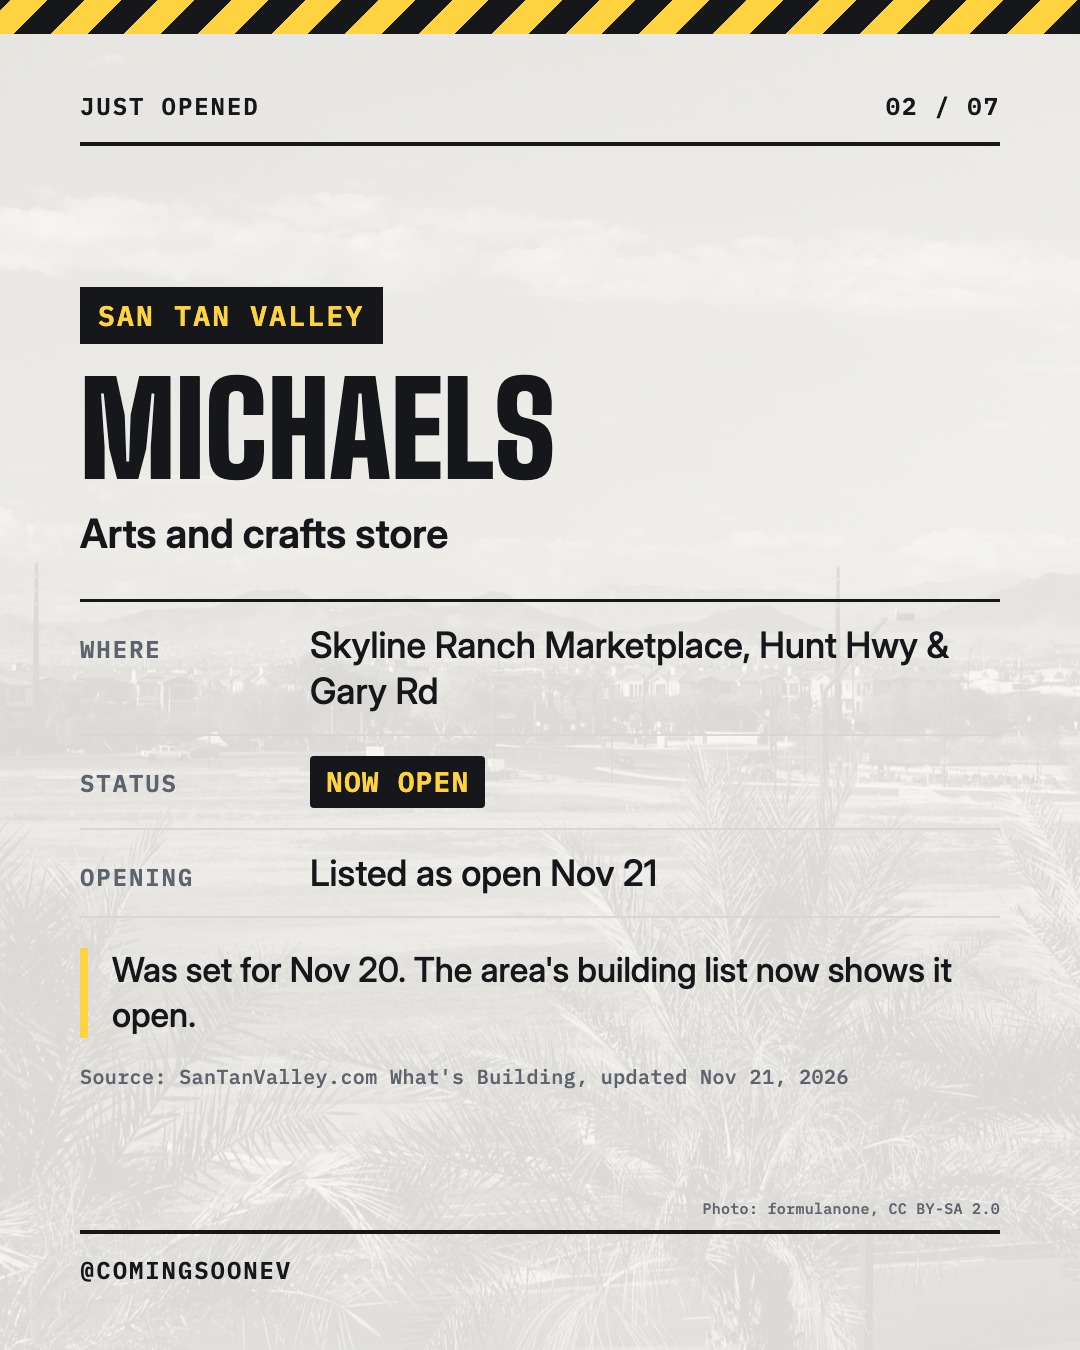 JUST OPENED
02 / 07
SAN TAN VALLEY
MICHAELS
Arts and crafts store
WHERE
Skyline Ranch Marketplace, Hunt Hwy &
Gary Rd
STATUS
NOW OPEN
OPENING
Listed as open Nov 21
Was set for Nov 20. The area's building list now shows it
open.
Source: SanTanValley.com What's Building, updated Nov 21, 2026
Photo: formulanone, CC BY-SA 2.0
@COMINGSOONEV